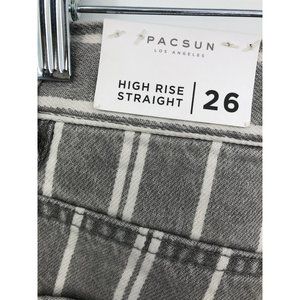 PACSUN
LOS ANGELES
HIGH RISE
STRAIGHT
26